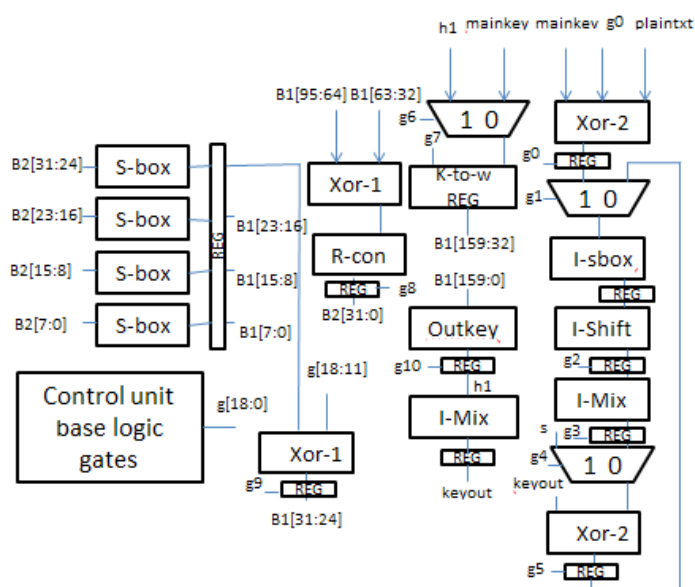 h1 mainkey mainkev g0 plaintxt
B1[95:64] B1[63:32]
g6 1 0 Xor-2
g7
g0 REG
B2[31:24] S-box
Xor-1 K-to-w
REG
g1 1 0
B2[23:16] S-box B1[23:16]
REG
R-con B1[159:32] I-sbox
B2[15:8] S-box B1[15:8]
B1[159:0]
REG g8 REG
B2[31:0]
B2[7:0] S-box B1[7:0]
Outkey I-Shift
g[18:11] g10 REG g2 REG
h1
Control unit
base logic
gates
g[18:0]
I-Mix I-Mix
s g3 REG
Xor-1 REG g4 1 0
g9 REG keyout keyout
B1[31:24]
Xor-2
g5 REG